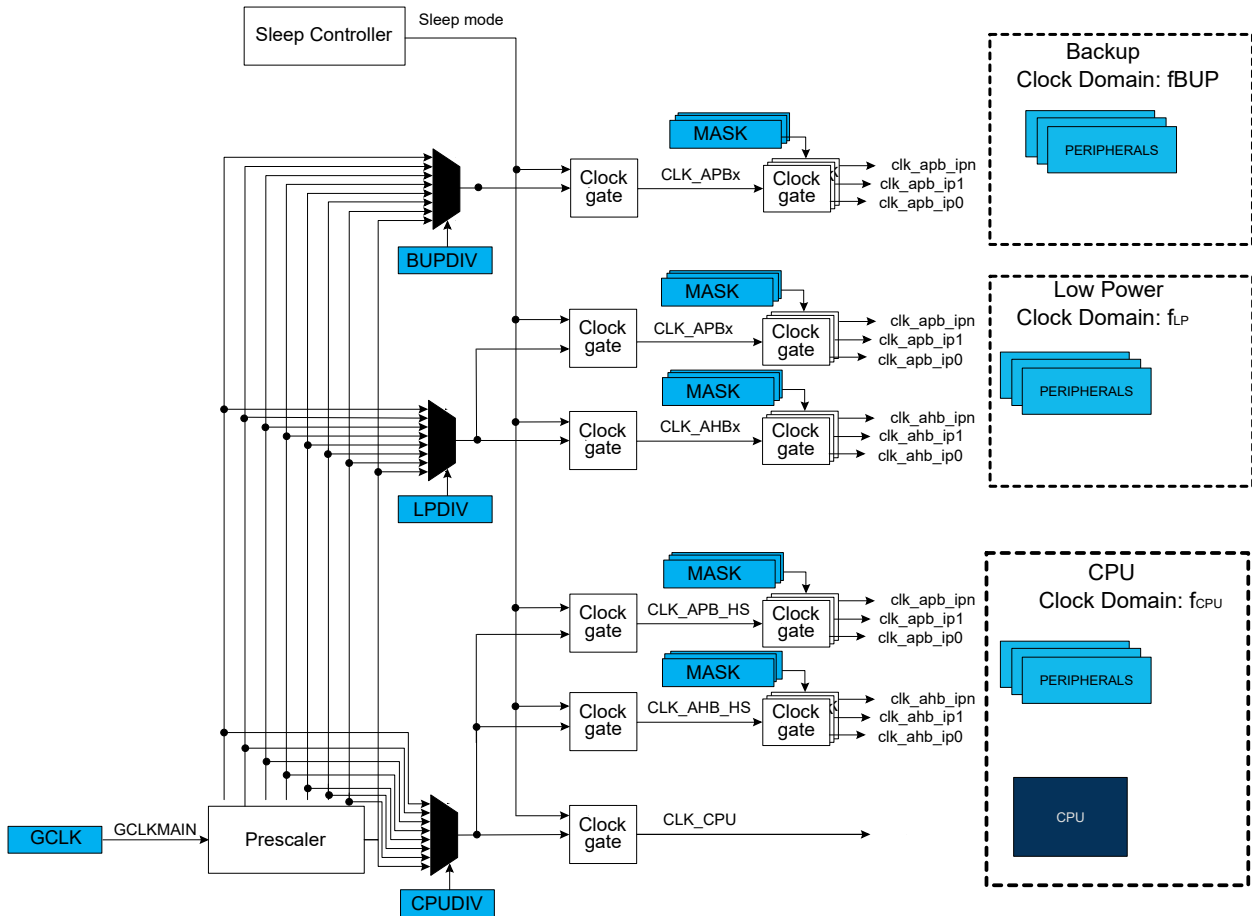 Sleep Controller
Sleep mode
Backup
Clock Domain: fBUP
PERIPHERALS
MASK
Clock
gate
CLK_APBx
Clock
gate
clk_apb_ipn
clk_apb_ip1
clk_apb_ip0
BUPDIV
Low Power
Clock Domain: fLP
PERIPHERALS
MASK
Clock
gate
CLK_APBx
Clock
gate
clk_apb_ipn
clk_apb_ip1
clk_apb_ip0
MASK
Clock
gate
CLK_AHBx
Clock
gate
clk_ahb_ipn
clk_ahb_ip1
clk_ahb_ip0
LPDIV
CPU
Clock Domain: fCPU
PERIPHERALS
MASK
Clock
gate
CLK_APB_HS
Clock
gate
clk_apb_ipn
clk_apb_ip1
clk_apb_ip0
MASK
Clock
gate
CLK_AHB_HS
Clock
gate
clk_ahb_ipn
clk_ahb_ip1
clk_ahb_ip0
CPU
GCLK
GCLKMAIN
Prescaler
Clock
gate
CLK_CPU
CPUDIV